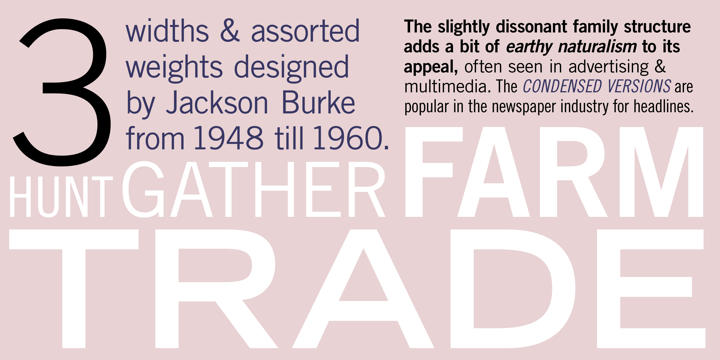 3
widths & assorted
weights designed
by Jackson Burke
from 1948 till 1960.
The slightly dissonant family structure
adds a bit of earthy naturalism to its
appeal, often seen in advertising &
multimedia. The CONDENSED VERSIONS are
popular in the newspaper industry for headlines.
HUNT GATHER FARM
TRADE